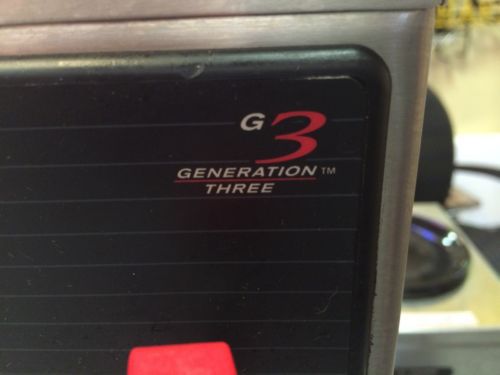 G3
GENERATION™
THREE